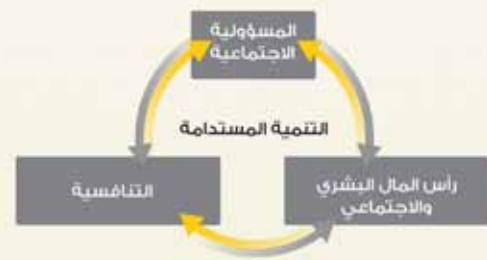 المسؤولية
الاجتماعية
التنمية المستدامة
رأس المال البشري
والاجتماعي
التنافسية